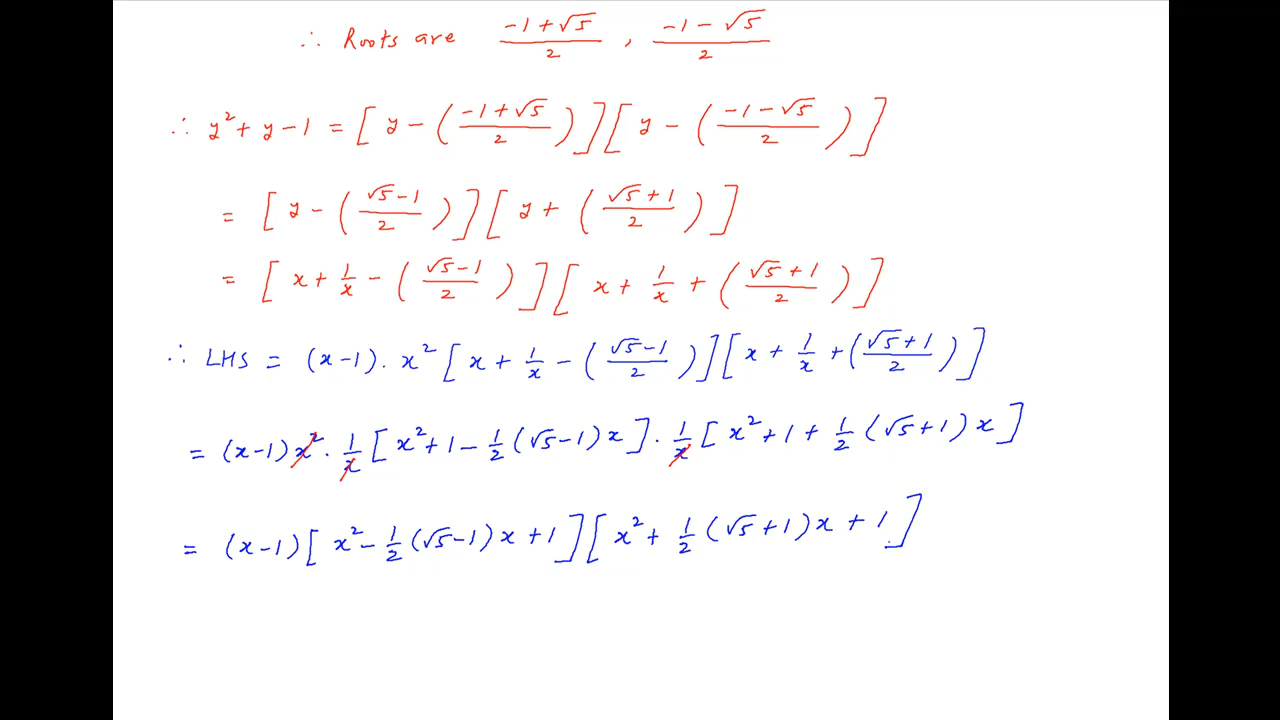 ∴ Roots are (-1+√5)/2 , (-1-√5)/2
∴ y² + y - 1 = [ y - ( (-1+√5)/2 ) ] [ y - ( (-1-√5)/2 ) ]
= [ y - ( (√5-1)/2 ) ] [ y + ( (√5+1)/2 ) ]
= [ x + 1/x - ( (√5-1)/2 ) ] [ x + 1/x + ( (√5+1)/2 ) ]
∴ LHS = (x-1) . x² [ x + 1/x - ( (√5-1)/2 ) ] [ x + 1/x + ( (√5+1)/2 ) ]
= (x-1) x² . 1/x [ x² + 1 - 1/2 (√5-1) x ] . 1/x [ x² + 1 + 1/2 (√5+1) x ]
= (x-1) [ x² - 1/2 (√5-1) x + 1 ] [ x² + 1/2 (√5+1) x + 1 ]